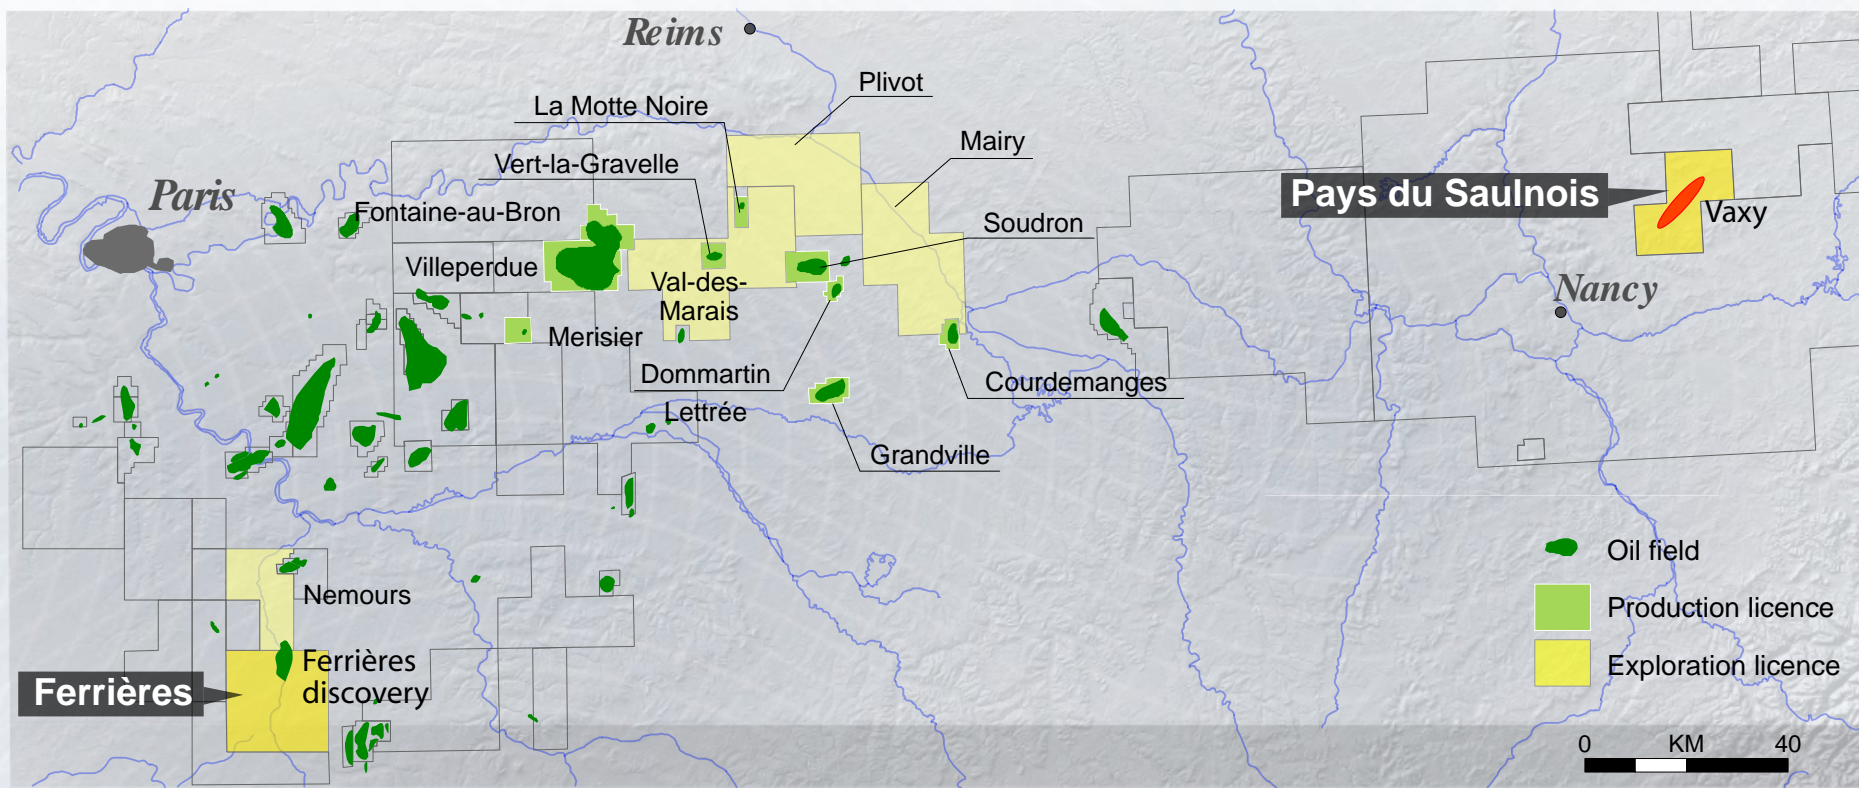 Reims
Plivot
La Motte Noire
Mairy
Vert-la-Gravelle
Paris
Pays du Saulnois
Fontaine-au-Bron
Vaxy
Soudron
Villeperdue
Val-des-
Marais
Nancy
Merisier
Dommartin
Lettrée
Courdemanges
Grandville
Oil field
Nemours
Production licence
Ferrières
discovery
Exploration licence
Ferrières
0 KM 40